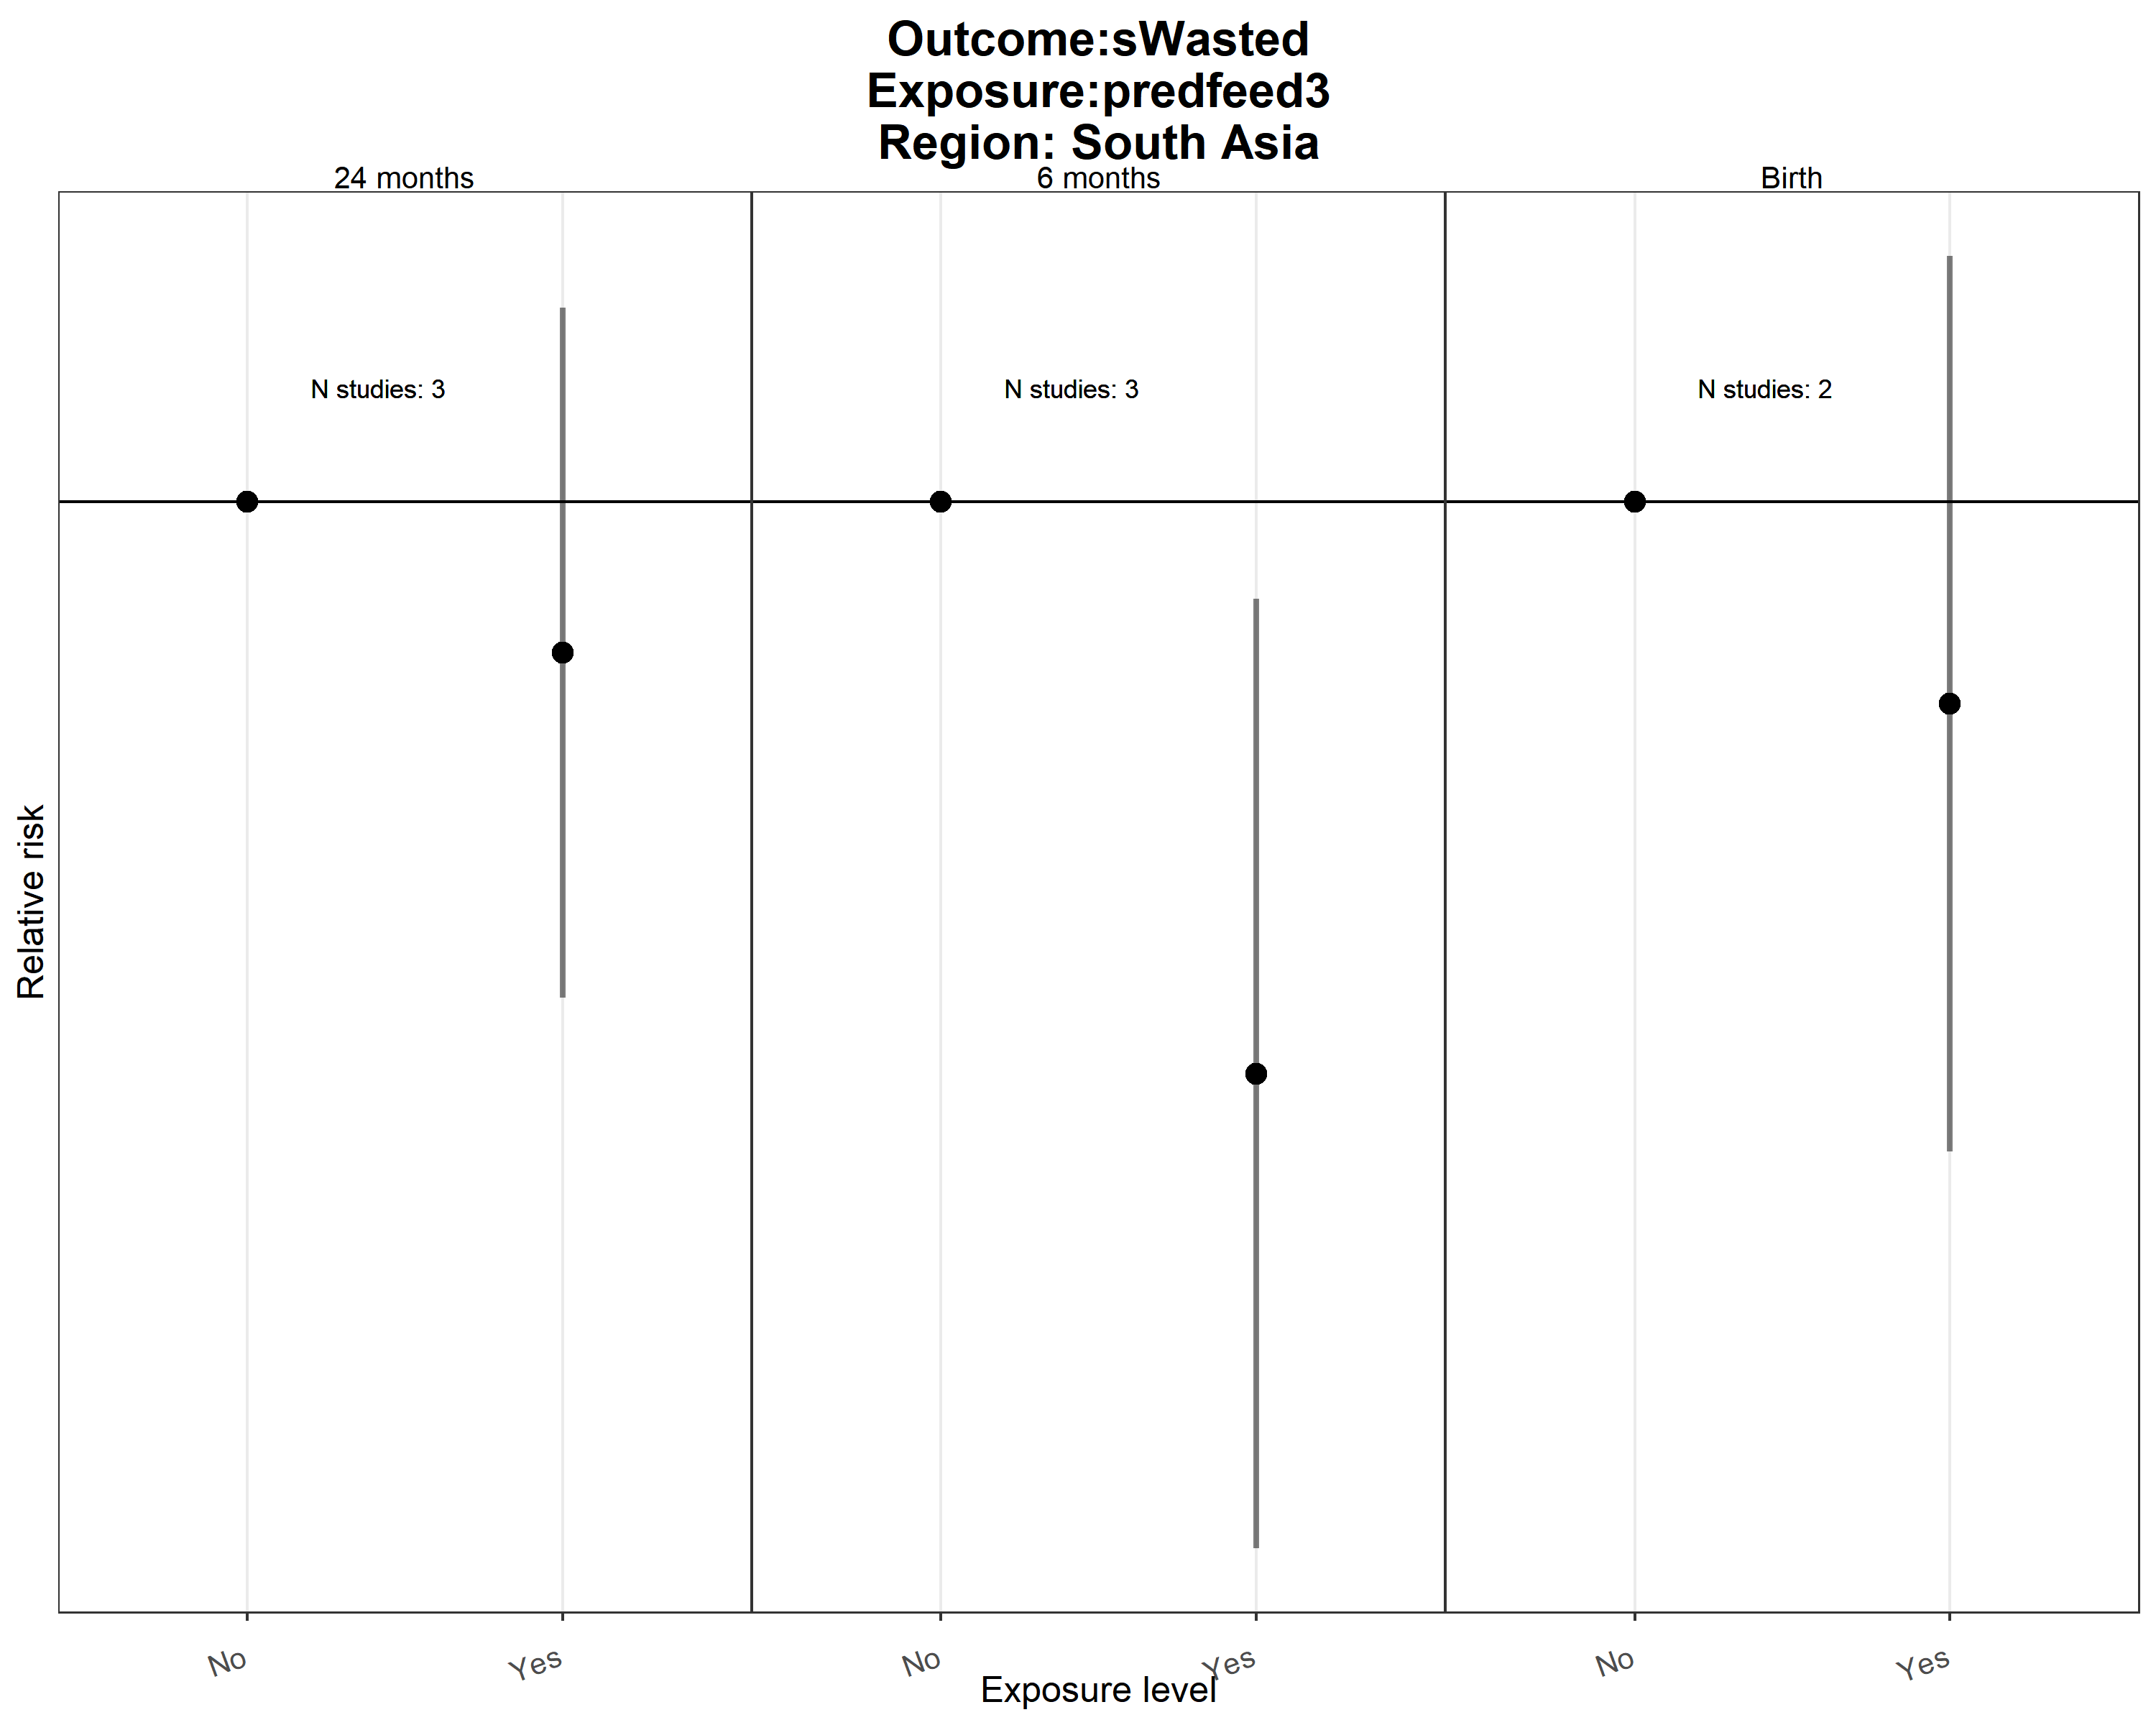 Outcome:sWasted
Exposure:predfeed3
Region: South Asia
24 months
6 months
Birth
N studies: 3
N studies: 3
N studies: 2
Relative risk
No
Yes
No
Yes
No
Yes
Exposure level